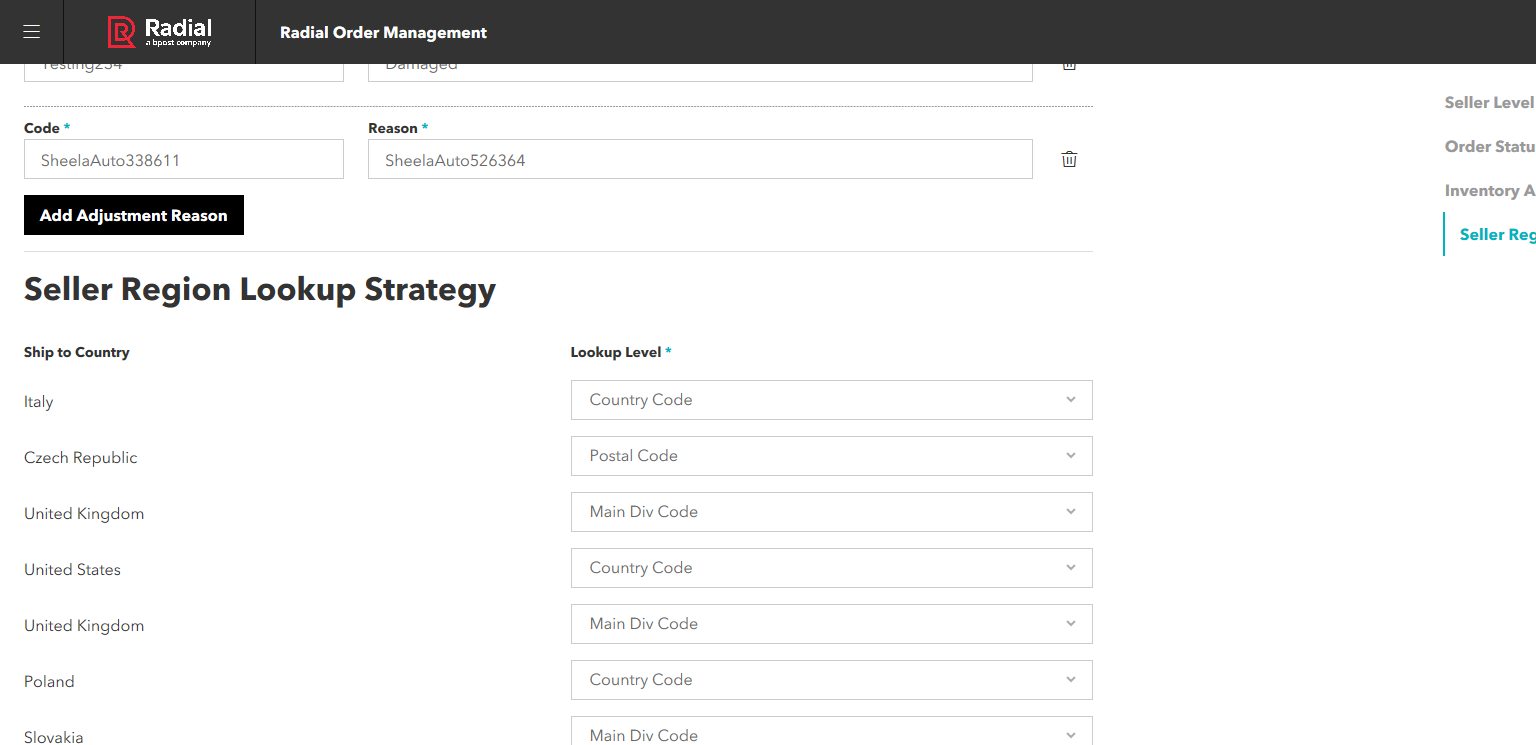 Radial
a bpost company
Radial Order Management
Testing234 Damaged
Seller Level
Code * Reason *
Order Statu
SheelaAuto338611 SheelaAuto526364
Inventory A
Add Adjustment Reason
Seller Reg
Seller Region Lookup Strategy
Ship to Country Lookup Level *
Italy Country Code
Czech Republic Postal Code
United Kingdom Main Div Code
United States Country Code
United Kingdom Main Div Code
Poland Country Code
Slovakia Main Div Code